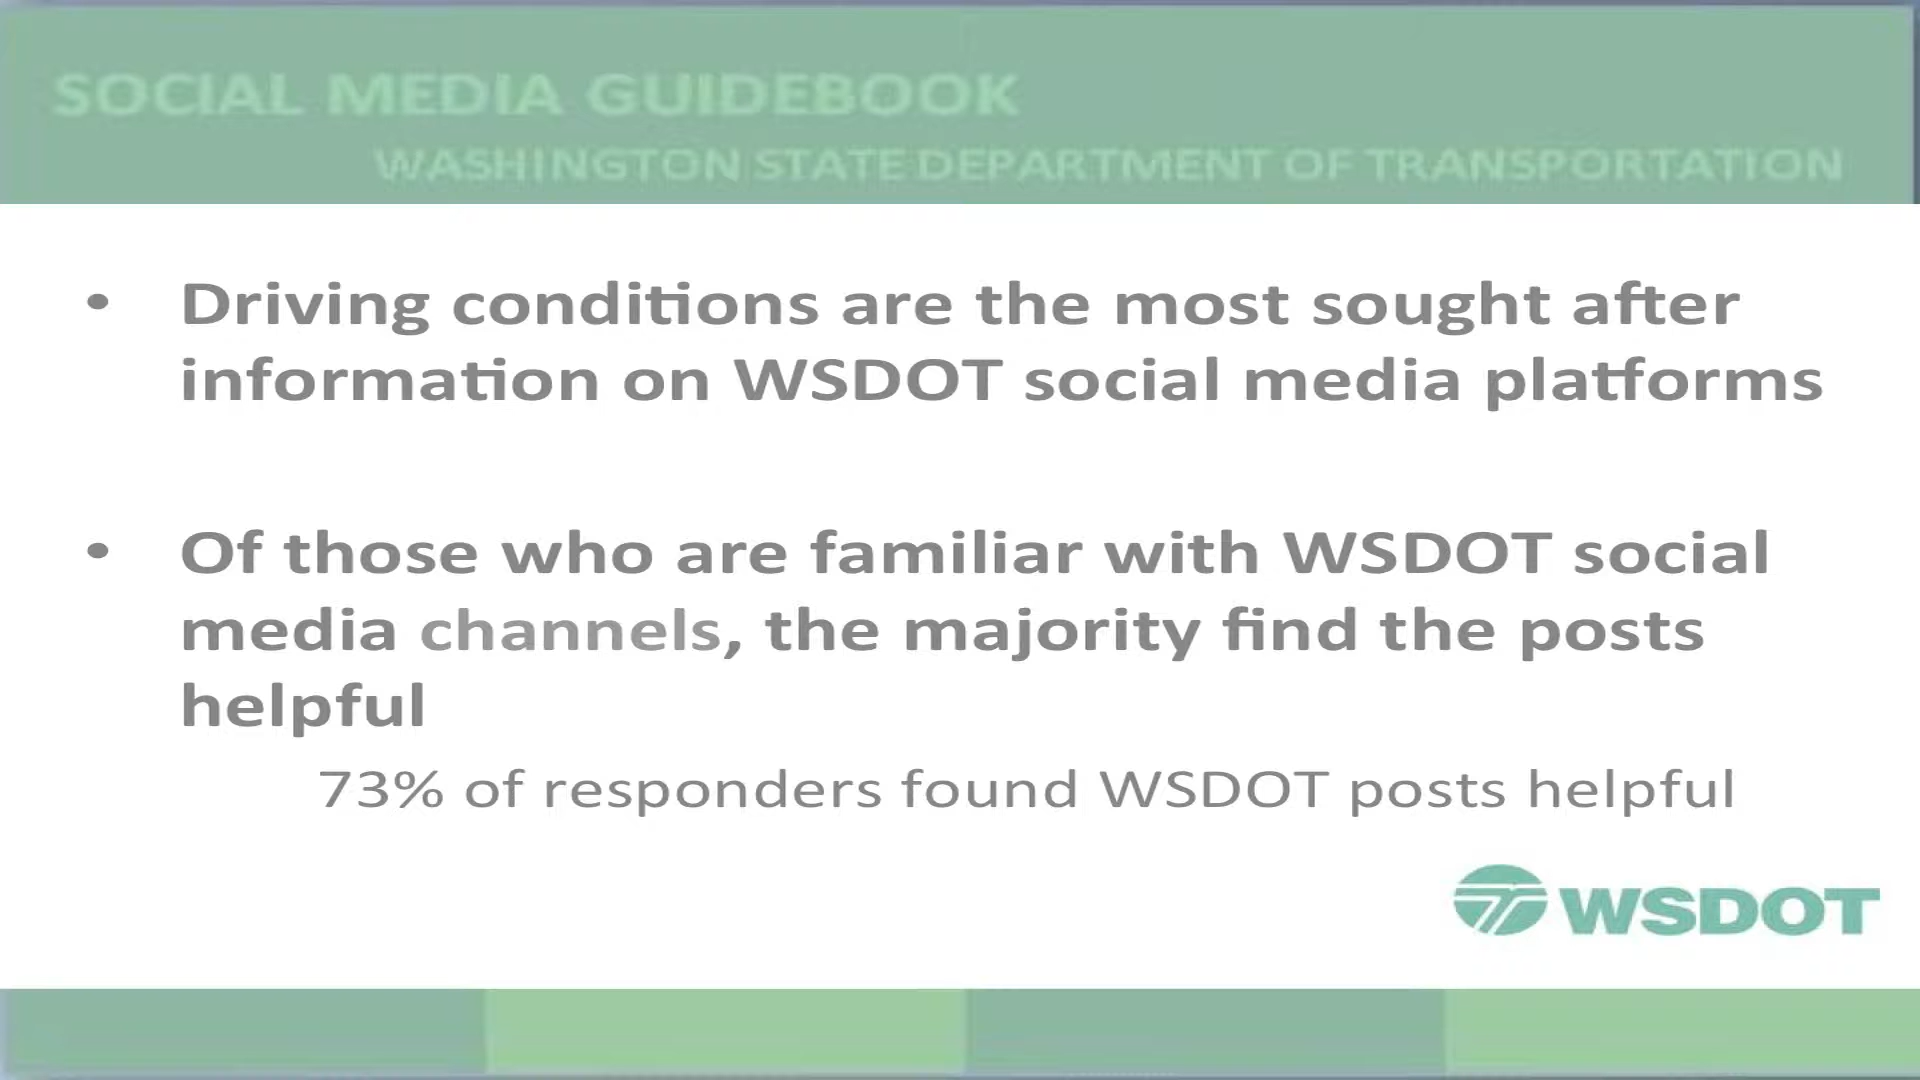 SOCIAL MEDIA GUIDEBOOK
WASHINGTON STATE DEPARTMENT OF TRANSPORTATION
• Driving conditions are the most sought after
information on WSDOT social media platforms
• Of those who are familiar with WSDOT social
media channels, the majority find the posts
helpful
73% of responders found WSDOT posts helpful
WSDOT